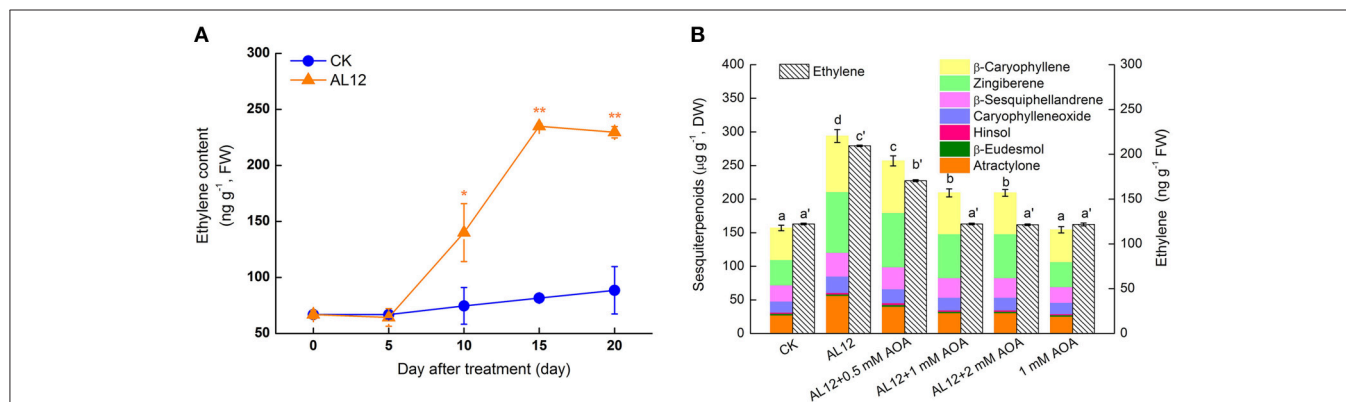 A
300
250
200
150
100
50
Ethylene content
(ng g⁻¹, FW)
CK
AL12
*
**
**
0
5
10
15
20
Day after treatment (day)
B
400
350
300
250
200
150
100
50
0
Sesquiterpenoids (μg g⁻¹, DW)
Ethylene
β-Caryophyllene
Zingiberene
β-Sesquiphellandrene
Caryophylleneoxide
Hinsol
β-Eudesmol
Atractylone
a
a'
d
c'
c
b'
b
a'
b
a'
a
a'
CK
AL12
AL12+0.5 mM AOA
AL12+1 mM AOA
AL12+2 mM AOA
1 mM AOA
300
250
200
150
100
50
0
Ethylene (ng g⁻¹ FW)